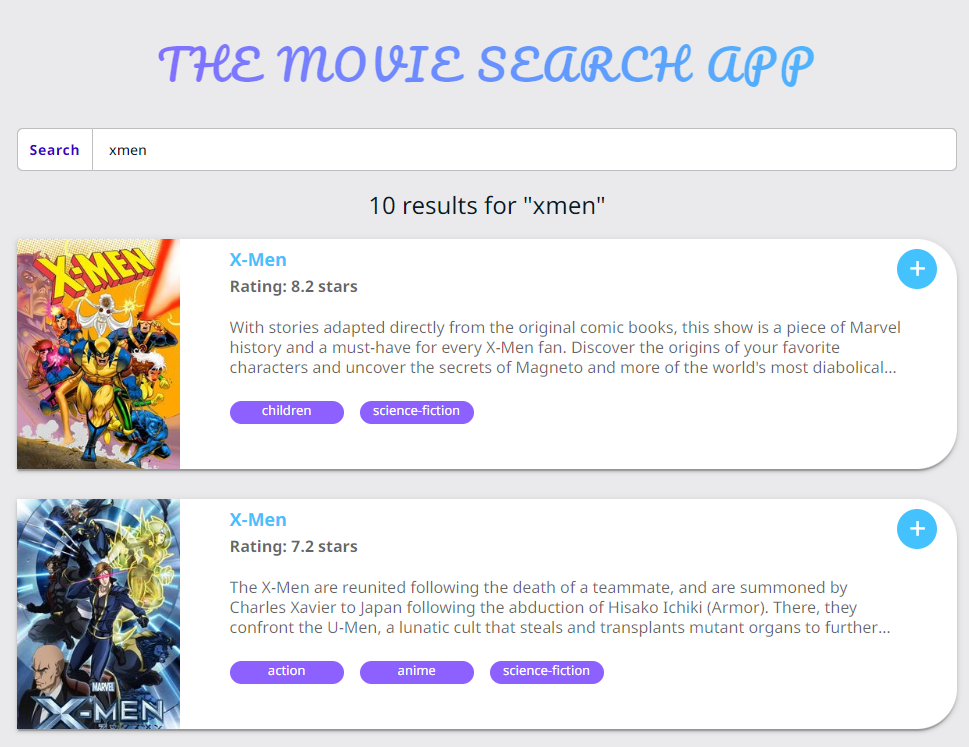 THE MOVIE SEARCH APP
Search xmen
10 results for "xmen"
X-MEN
X-Men
Rating: 8.2 stars
With stories adapted directly from the original comic books, this show is a piece of Marvel
history and a must-have for every X-Men fan. Discover the origins of your favorite
characters and uncover the secrets of Magneto and more of the world's most diabolical...
children science-fiction
X-Men
Rating: 7.2 stars
The X-Men are reunited following the death of a teammate, and are summoned by
Charles Xavier to Japan following the abduction of Hisako Ichiki (Armor). There, they
confront the U-Men, a lunatic cult that steals and transplants mutant organs to further...
action anime science-fiction
MARVEL
X-MEN